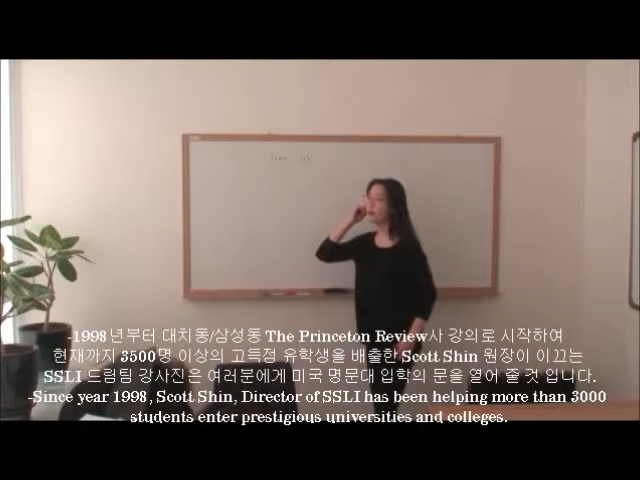 -1998년부터 대치동/삼성동 The Princeton Review사 강의로 시작하여
현재까지 3500명 이상의 고득점 유학생을 배출한 Scott Shin 원장이 이끄는
SSLI 드림팀 강사진은 여러분에게 미국 명문대 입학의 문을 열어 줄 것 입니다.
-Since year 1998, Scott Shin, Director of SSLI has been helping more than 3000
students enter prestigious universities and colleges.